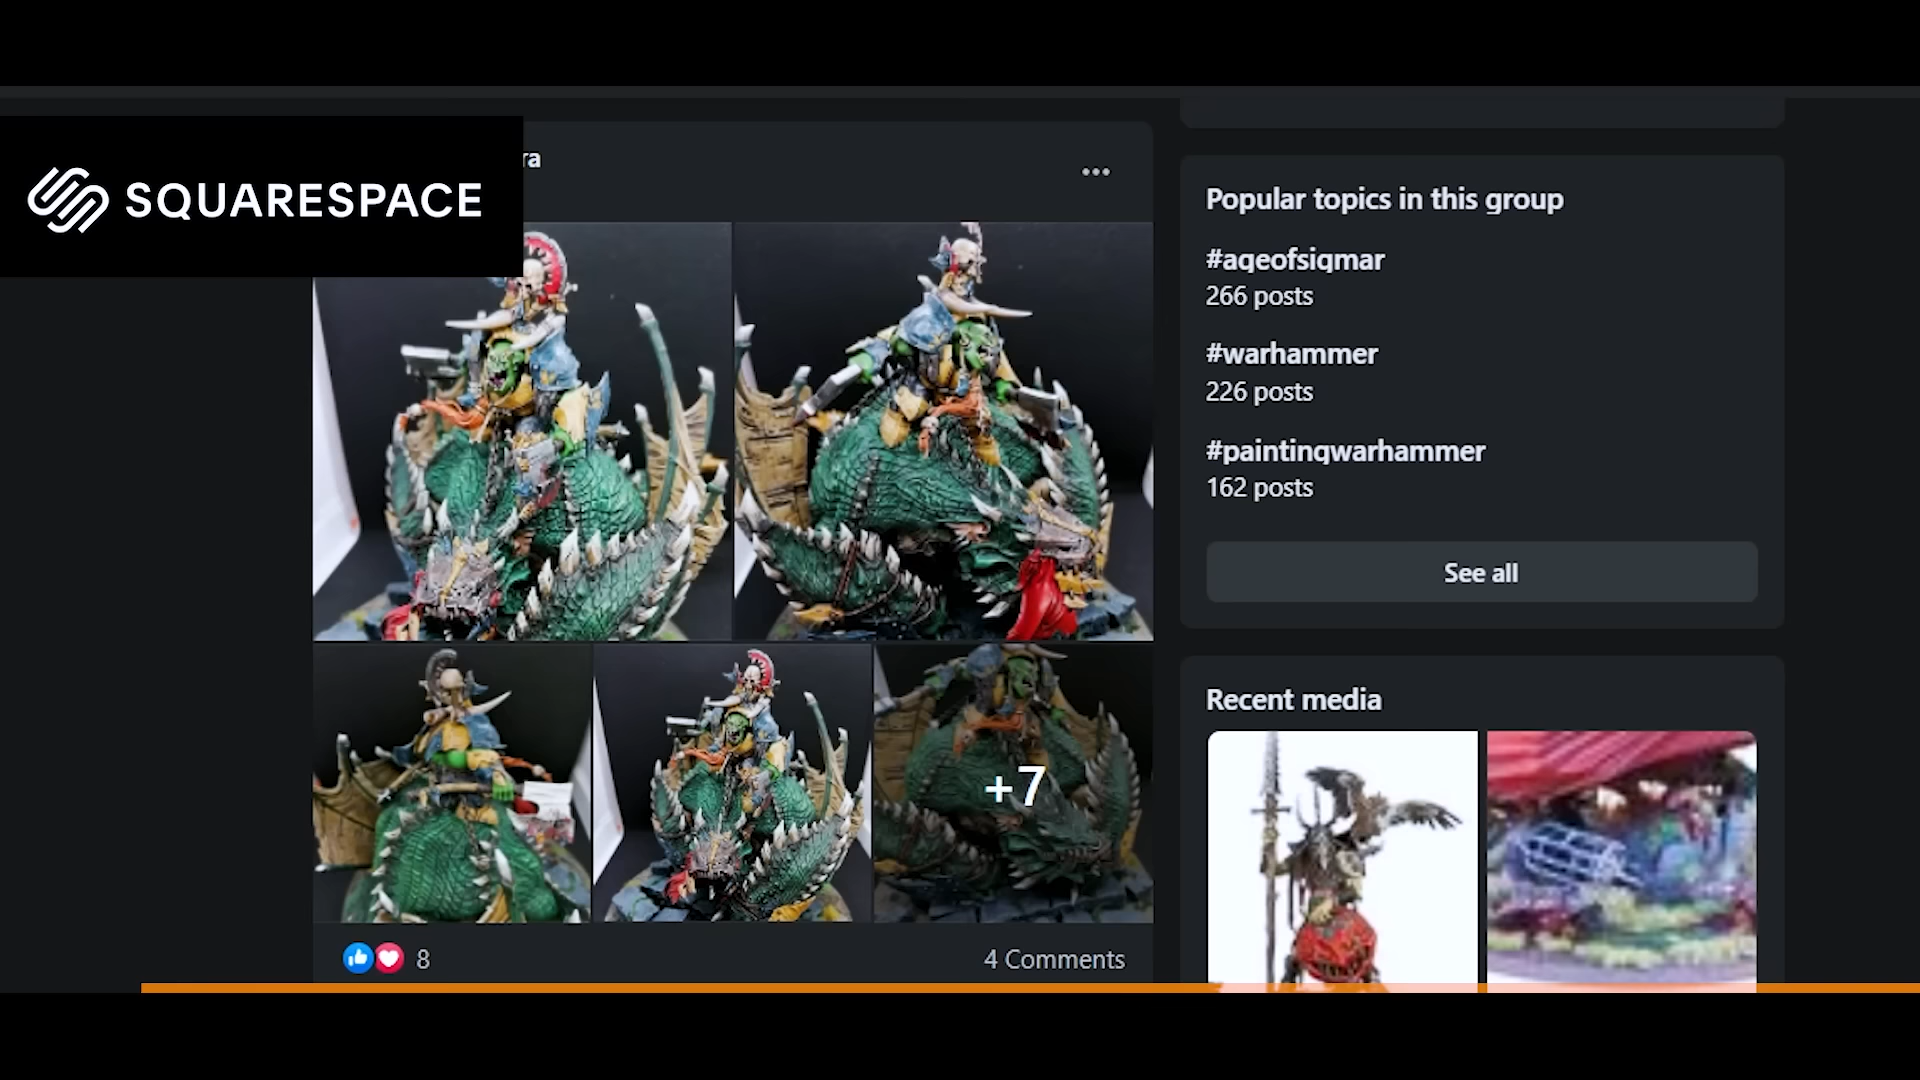 SQUARESPACE
ra
Popular topics in this group
#ageofsigmar
266 posts
#warhammer
226 posts
#paintingwarhammer
162 posts
See all
Recent media
+7
8
4 Comments